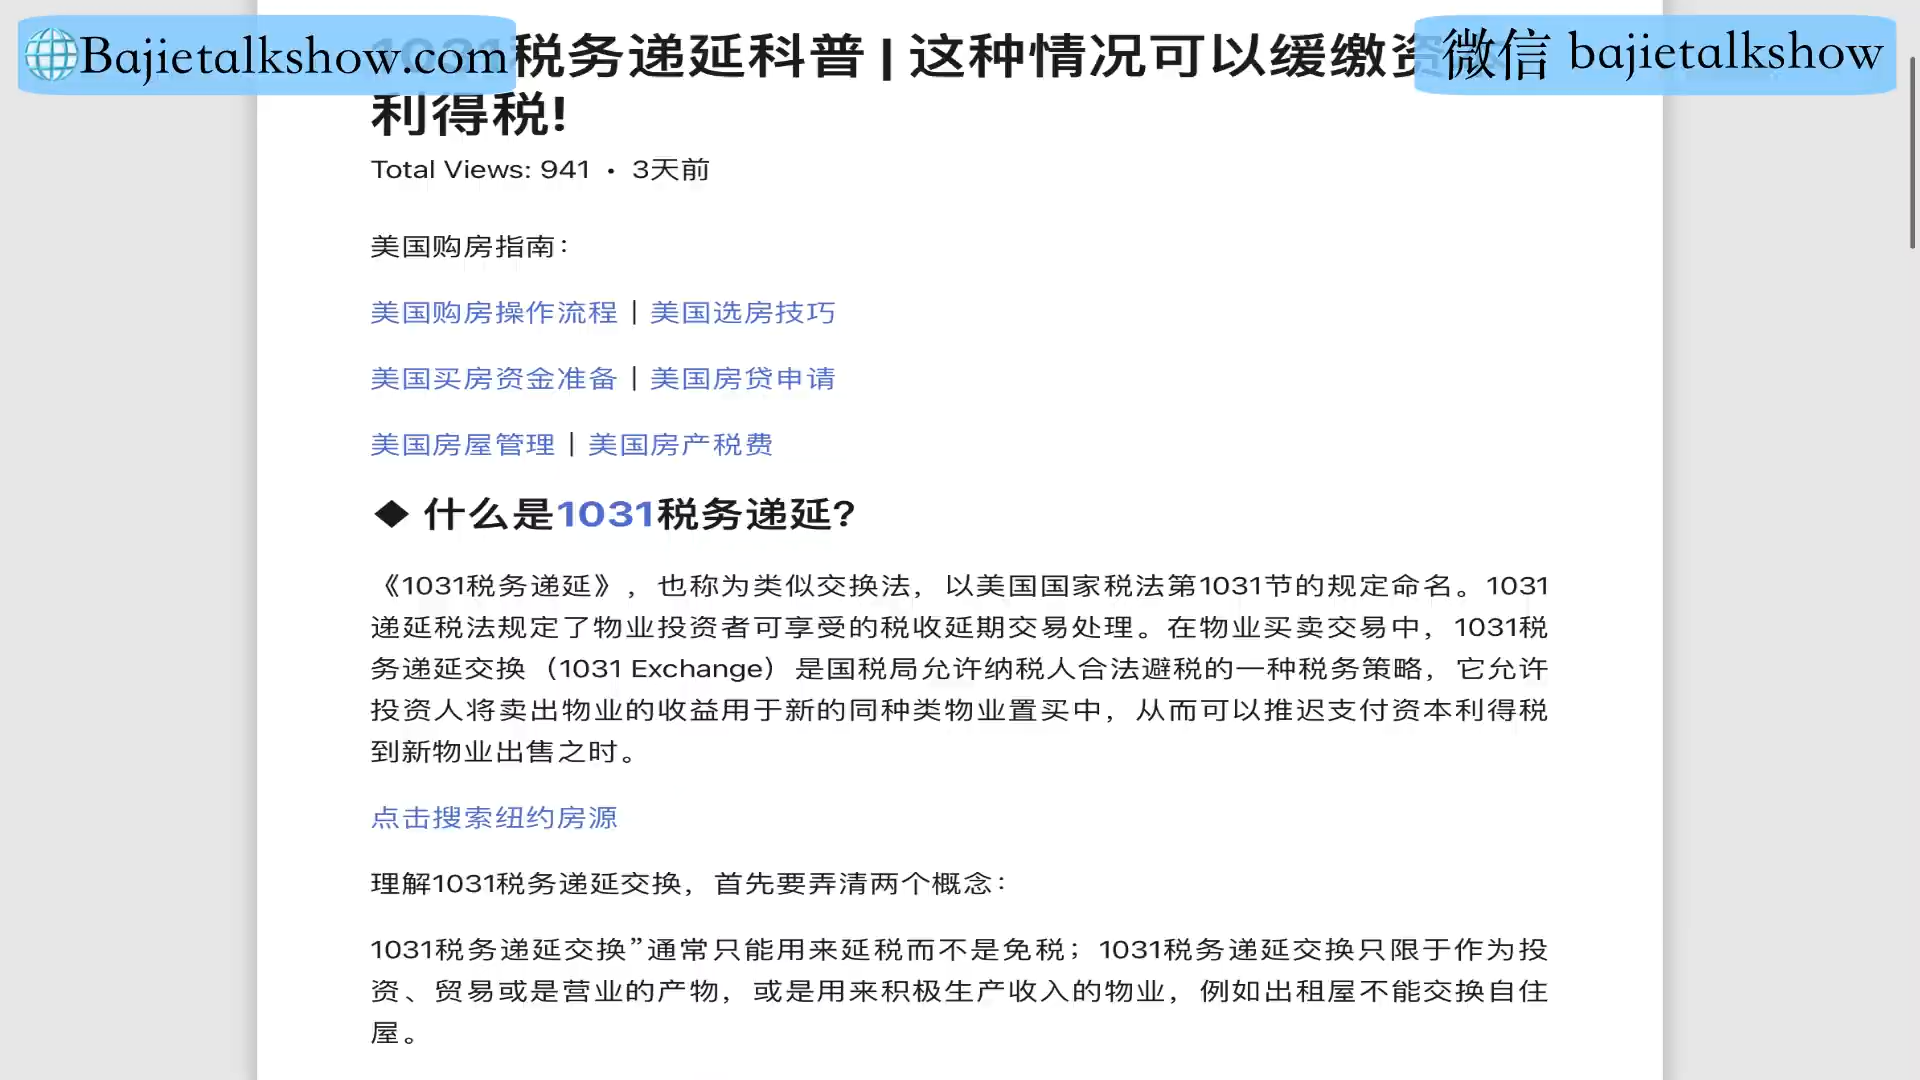 Bajietalkshow.com
微信 bajietalkshow
税务递延科普 | 这种情况可以缓缴
利得税!
Total Views: 941 • 3天前
美国购房指南:
美国购房操作流程 | 美国选房技巧
美国买房资金准备 | 美国房贷申请
美国房屋管理 | 美国房产税费
◆ 什么是1031税务递延?
《1031税务递延》，也称为类似交换法，以美国国家税法第1031节的规定命名。1031
递延税法规定了物业投资者可享受的税收延期交易处理。在物业买卖交易中，1031税
务递延交换（1031 Exchange）是国税局允许纳税人合法避税的一种税务策略，它允许
投资人将卖出物业的收益用于新的同种类物业置买中，从而可以推迟支付资本利得税
到新物业出售之时。
点击搜索纽约房源
理解1031税务递延交换，首先要弄清两个概念：
1031税务递延交换”通常只能用来延税而不是免税；1031税务递延交换只限于作为投
资、贸易或是营业的产物，或是用来积极生产收入的物业，例如出租屋不能交换自住
屋。